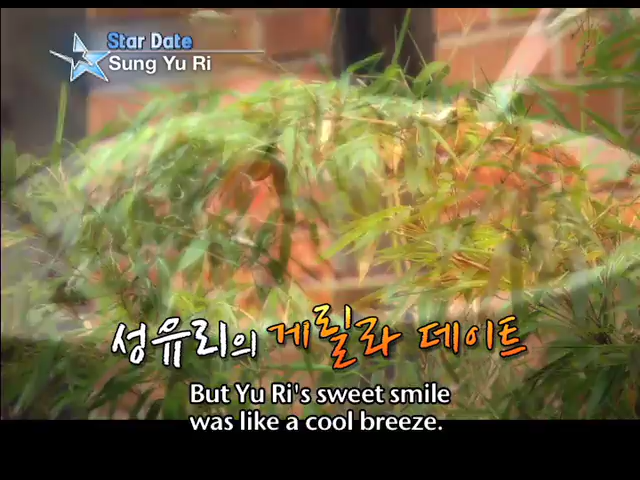 Star Date
Sung Yu Ri
성유리의 게릴라 데이트
But Yu Ri's sweet smile
was like a cool breeze.